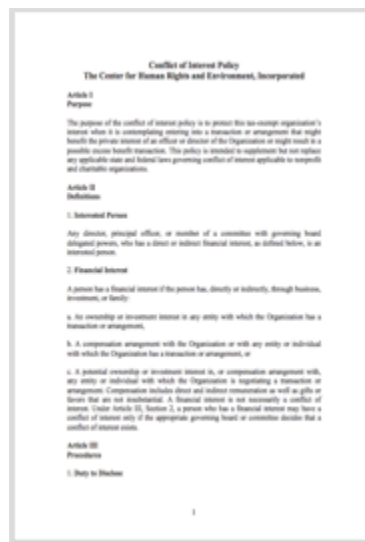 Conflict of Interest Policy
The Center for Human Rights and Environment, Incorporated
Article I
Purpose
The purpose of the conflict of interest policy is to protect this tax-exempt organization's
interest when it is contemplating entering into a transaction or arrangement that might
benefit the private interest of an officer or director of the Organization or might result in a
possible excess benefit transaction. This policy is intended to supplement but not replace
any applicable state and federal laws governing conflict of interest applicable to nonprofit
and charitable organizations.
Article II
Definitions
1. Interested Person
Any director, principal officer, or member of a committee with governing board
delegated powers, who has a direct or indirect financial interest, as defined below, is an
interested person.
2. Financial Interest
A person has a financial interest if the person has, directly or indirectly, through business,
investment, or family:
a. An ownership or investment interest in any entity with which the Organization has a
transaction or arrangement,
b. A compensation arrangement with the Organization or with any entity or individual
with which the Organization has a transaction or arrangement, or
c. A potential ownership or investment interest in, or compensation arrangement with,
any entity or individual with which the Organization is negotiating a transaction or
arrangement. Compensation includes direct and indirect remuneration as well as gifts or
favors that are not insubstantial. A financial interest is not necessarily a conflict of
interest. Under Article III, Section 2, a person who has a financial interest may have a
conflict of interest only if the appropriate governing board or committee decides that a
conflict of interest exists.
Article III
Procedures
1. Duty to Disclose
1